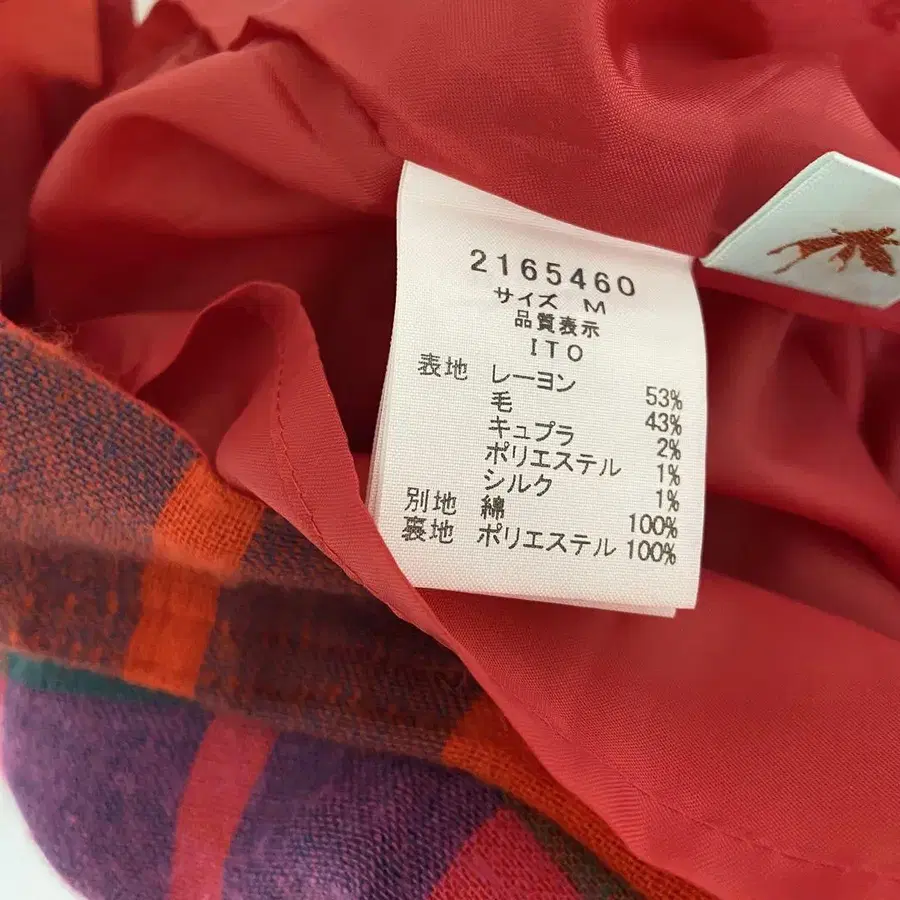 2165460
サイズ M
品質表示
ITO
表地 レーヨン 53%
毛 43%
キュプラ 2%
ポリエステル 1%
シルク 1%
別地 綿 100%
裏地 ポリエステル 100%